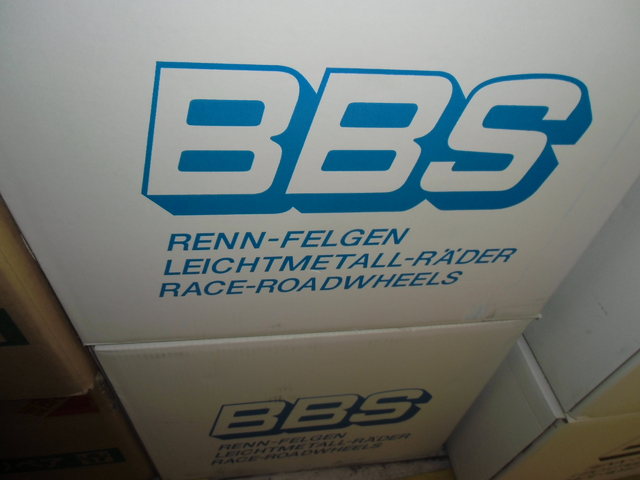 BBS
RENN-FELGEN
LEICHTMETALL-RÄDER
RACE-ROADWHEELS
BBS
RENN-FELGEN
LEICHTMETALL-RÄDER
RACE-ROADWHEELS